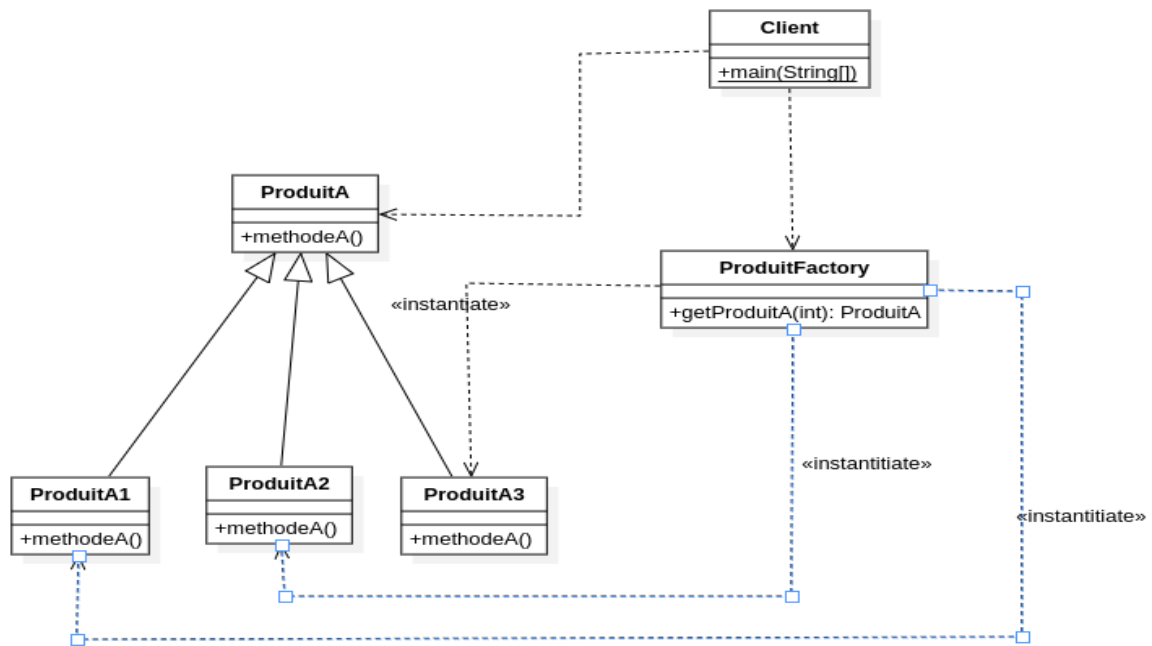 Client
+main(String[])
ProduitA
+methodeA()
ProduitFactory
+getProduitA(int): ProduitA
«instantiate»
«instantitiate»
«instantitiate»
ProduitA1
+methodeA()
ProduitA2
+methodeA()
ProduitA3
+methodeA()